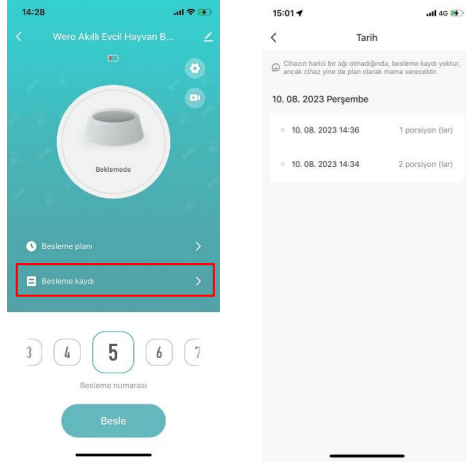 14:28
Wero Akıllı Evcil Hayvan B...
Beklemede
Besleme planı
Besleme kaydı
3 4 5 6 7
Besleme numarası
Besle
15:01 4G
Tarih
Cihazın harici bir ağı olmadığında, besleme kaydı yoktur,
ancak cihaz yine de plan olarak mama verecektir.
10. 08. 2023 Perşembe
10. 08. 2023 14:36 1 porsiyon (lar)
10. 08. 2023 14:34 2 porsiyon (lar)